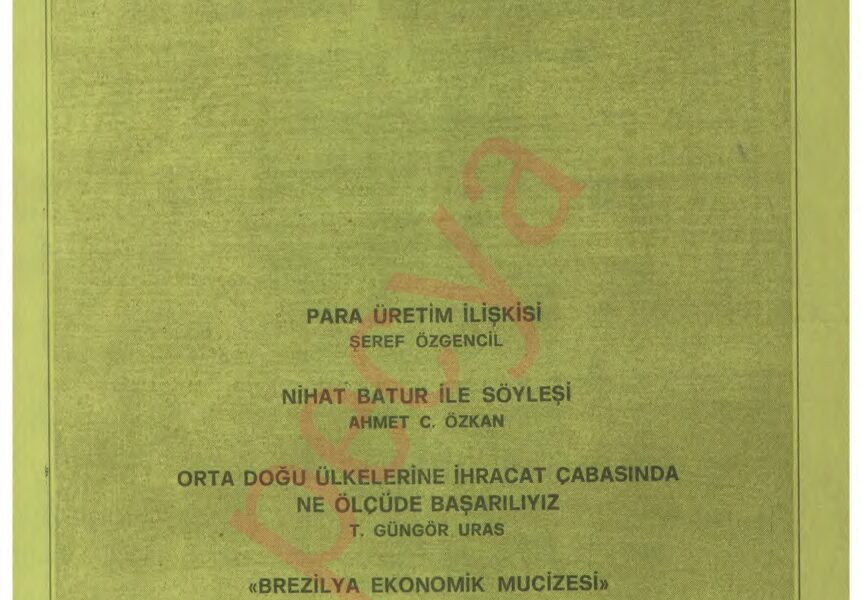 PARA ÜRETİM İLİŞKİSİ
ŞEREF ÖZGENCİL
NİHAT BATUR İLE SÖYLEŞİ
AHMET C. ÖZKAN
ORTA DOĞU ÜLKELERİNE İHRACAT ÇABASINDA
NE ÖLÇÜDE BAŞARILIYIZ
T. GÜNGÖR URAS
«BREZİLYA EKONOMİK MUCİZESİ»
pecya